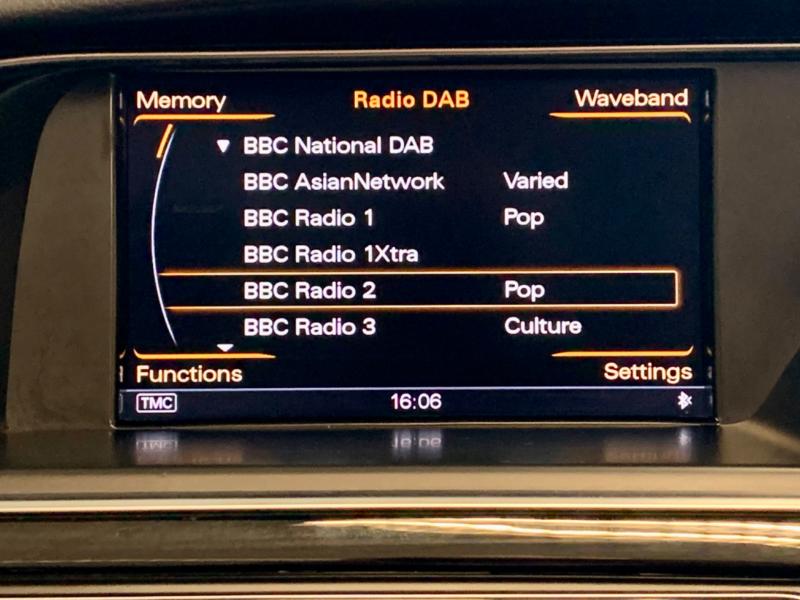 Memory Radio DAB Waveband
BBC National DAB
BBC AsianNetwork Varied
BBC Radio 1 Pop
BBC Radio 1Xtra
BBC Radio 2 Pop
BBC Radio 3 Culture
Functions Settings
TMC 16:06